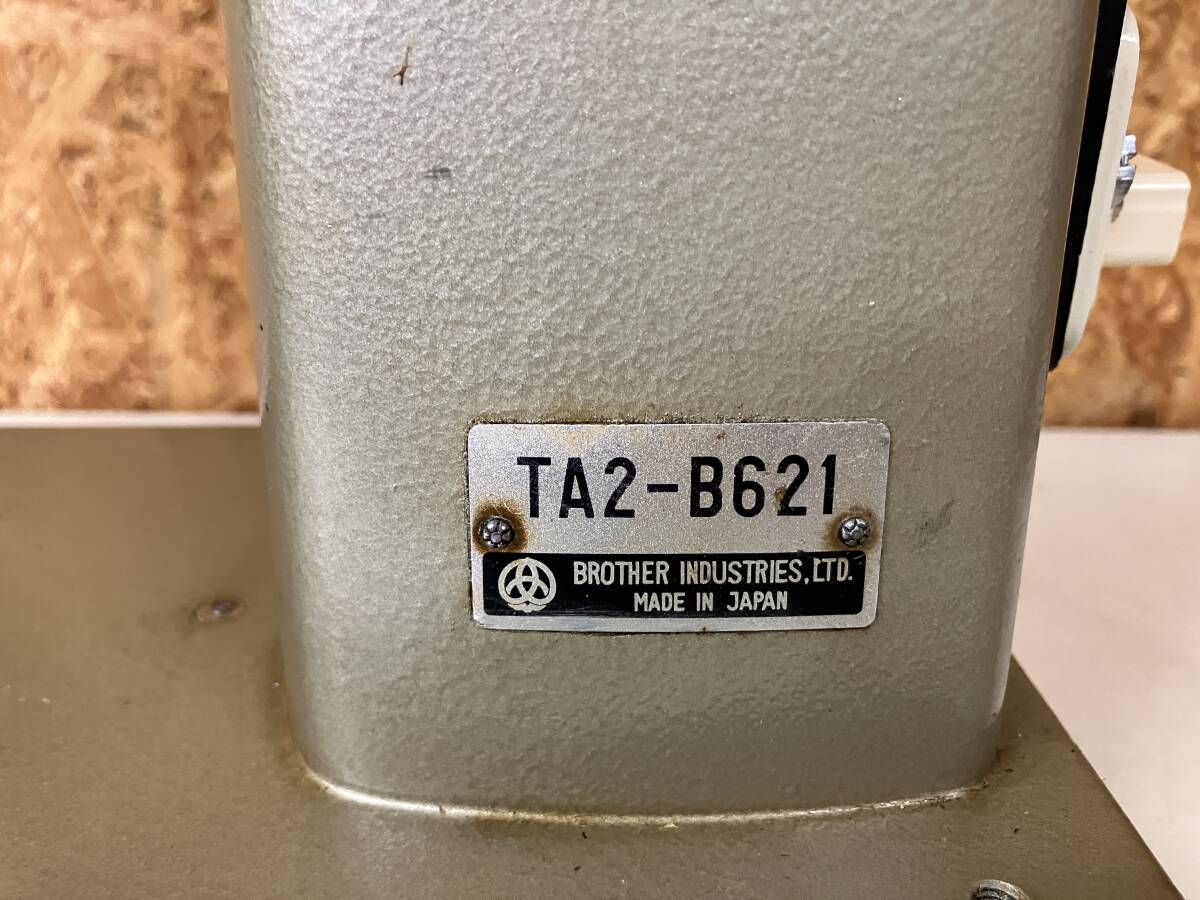 TA2-B621
BROTHER INDUSTRIES,LTD.
MADE IN JAPAN